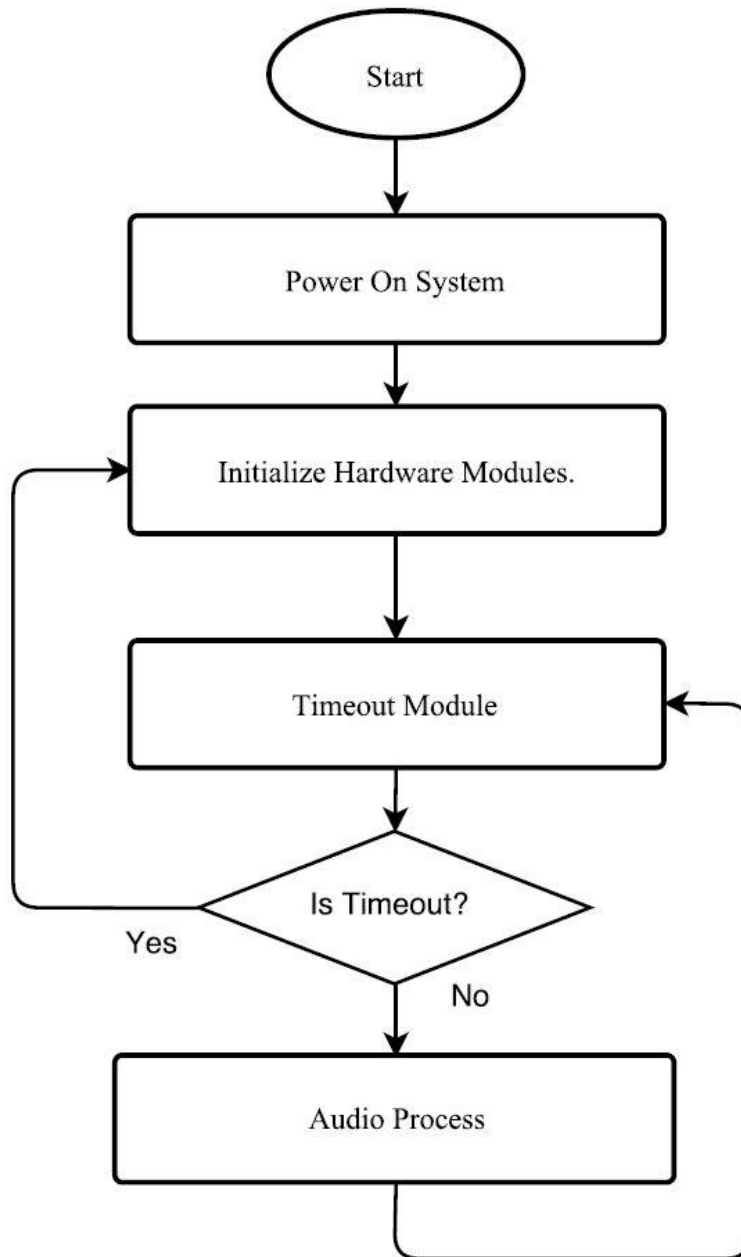 Start
Power On System
Initialize Hardware Modules.
Timeout Module
Is Timeout?
Yes
No
Audio Process